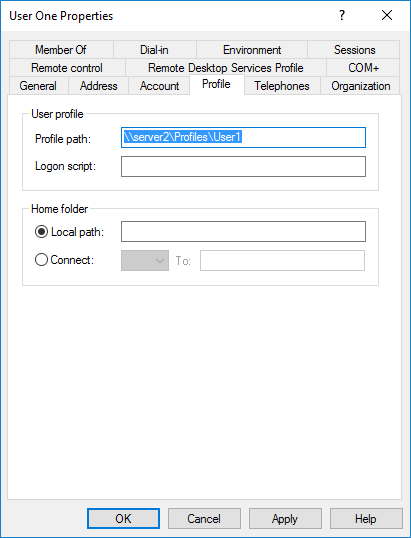 User One Properties
? ×
Member Of Dial-in Environment Sessions
Remote control Remote Desktop Services Profile COM+
General Address Account Profile Telephones Organization
User profile
Profile path: \\server2\Profiles\User1
Logon script:
Home folder
Local path:
Connect: To:
OK Cancel Apply Help